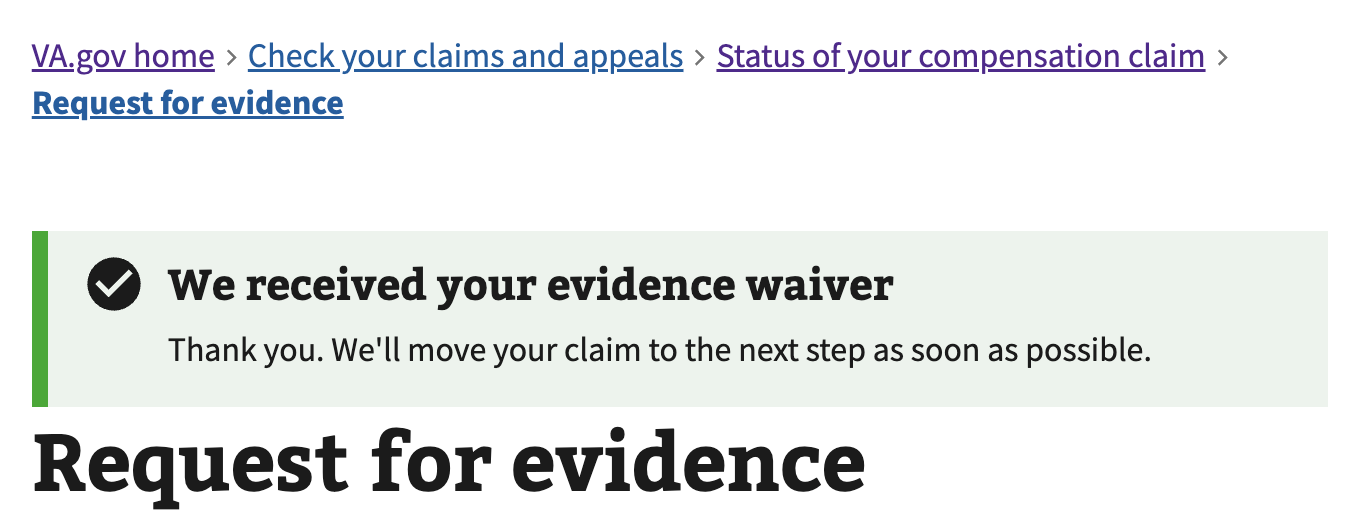 VA.gov home > Check your claims and appeals > Status of your compensation claim >
Request for evidence
We received your evidence waiver
Thank you. We'll move your claim to the next step as soon as possible.
Request for evidence